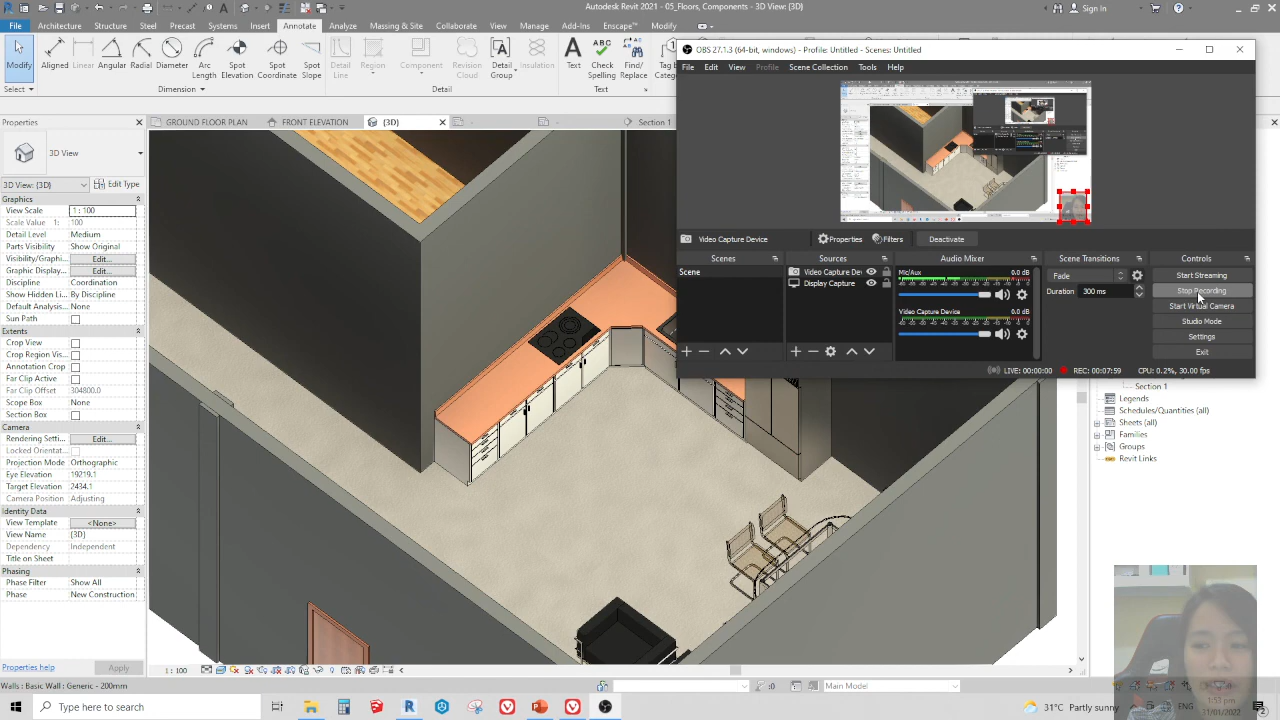 Autodesk Revit 2021 - 05_Floors, Components - 3D View: {3D}
Sign In
File Architecture Structure Steel Precast Systems Insert Annotate Analyze Massing & Site Collaborate View Manage Add-Ins Enscape™ Modify
Modify
Aligned Linear Angular Radial Diameter Arc Length Spot Elevation Spot Coordinate Spot Slope
Detail Line Region Component Revision Cloud Detail Group Insulation
Text Check Spelling Find/ Replace
Select Dimension Detail Text
Properties
GROUND FLOOR
FRONT ELEVATION
{3D}
Section 1
3D View: {3D}
Edit Type
Graphics
View Scale 1:100
Scale Value 1:
Detail Level Medium
Parts Visibility Show Original
Visibility/Graph... Edit...
Graphic Displ... Edit...
Discipline Coordination
Show Hidden Li... By Discipline
Default Analys... None
Sun Path
Extents
Crop View
Crop Region Vis...
Annotation Crop
Far Clip Active
Far Clip Offset 304800.0
Scope Box None
Section Box
Camera
Rendering Setti... Edit...
Locked Orientat...
Projection Mode Orthographic
Eye Elevation 19219.1
Target Elevation 2434.1
Camera Position Adjusting
Identity Data
View Template <None>
View Name {3D}
Dependency Independent
Title on Sheet
Phasing
Phase Filter Show All
Phase New Construction
Properties help
Apply
1 : 100
Walls : Basic Wall : Generic - 200mm
:0
Main Model
OBS 27.1.3 (64-bit, windows) - Profile: Untitled - Scenes: Untitled
File Edit View Profile Scene Collection Tools Help
Video Capture Device
Properties
Filters
Deactivate
Scenes
Sources
Audio Mixer
Scene Transitions
Controls
Scene
Video Capture Dev
Display Capture
Mic/Aux 0.0 dB
Video Capture Device 0.0 dB
Fade
Duration 300 ms
Start Streaming
Stop Recording
Start Virtual Camera
Studio Mode
Settings
Exit
LIVE: 00:00:00
REC: 00:07:59
CPU: 0.2%, 30.00 fps
Section 1
Legends
Schedules/Quantities (all)
Sheets (all)
Families
Groups
Revit Links
Type here to search
31°C Partly sunny
ENG
1:53 pm
31/01/2022